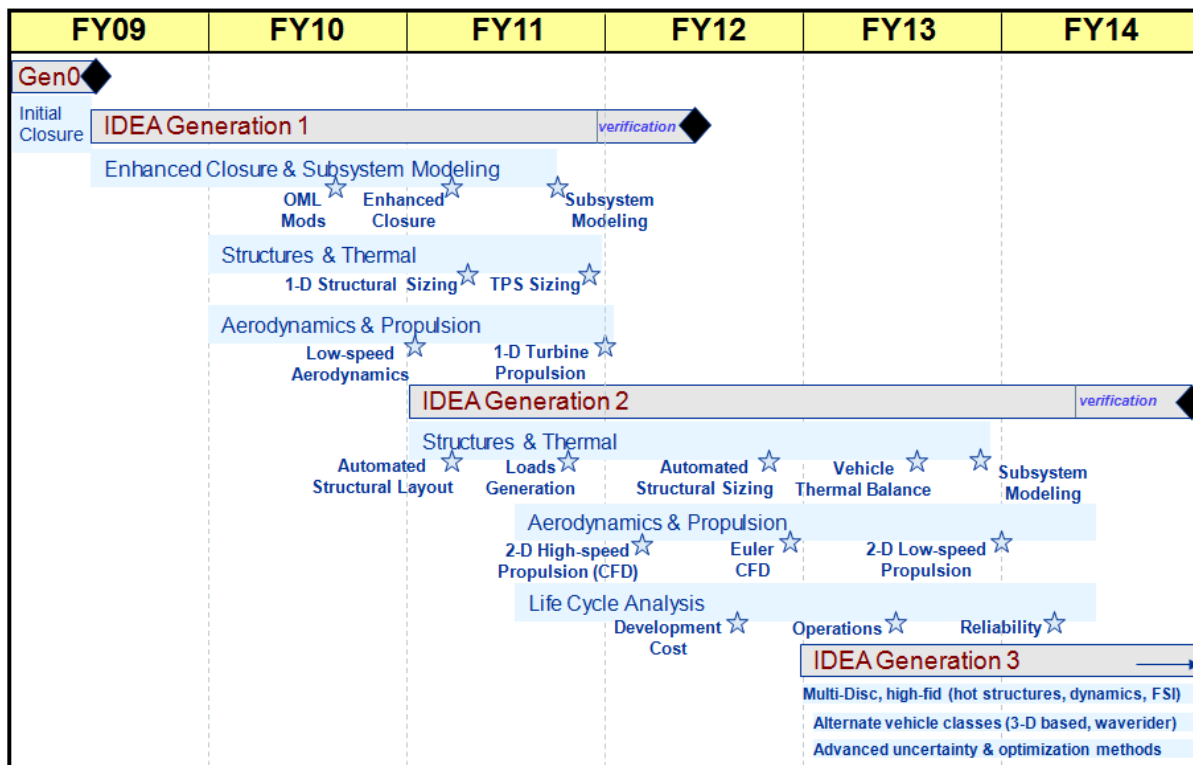 FY09 FY10 FY11 FY12 FY13 FY14
Gen0
Initial
Closure
IDEA Generation 1
verification
Enhanced Closure & Subsystem Modeling
OML
Mods
Enhanced
Closure
Subsystem
Modeling
Structures & Thermal
1-D Structural Sizing
TPS Sizing
Aerodynamics & Propulsion
Low-speed
Aerodynamics
1-D Turbine
Propulsion
IDEA Generation 2
verification
Structures & Thermal
Automated
Structural Layout
Loads
Generation
Automated
Structural Sizing
Vehicle
Thermal Balance
Subsystem
Modeling
Aerodynamics & Propulsion
2-D High-speed
Propulsion (CFD)
Euler
CFD
2-D Low-speed
Propulsion
Life Cycle Analysis
Development
Cost
Operations
Reliability
IDEA Generation 3
Multi-Disc, high-fid (hot structures, dynamics, FSI)
Alternate vehicle classes (3-D based, waverider)
Advanced uncertainty & optimization methods